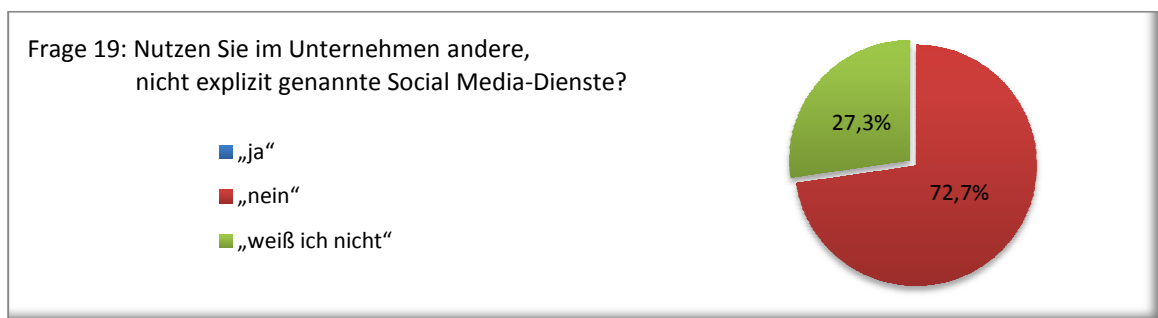 Frage 19: Nutzen Sie im Unternehmen andere,
nicht explizit genannte Social Media-Dienste?
„ja“
„nein“
„weiß ich nicht“
27,3%
72,7%